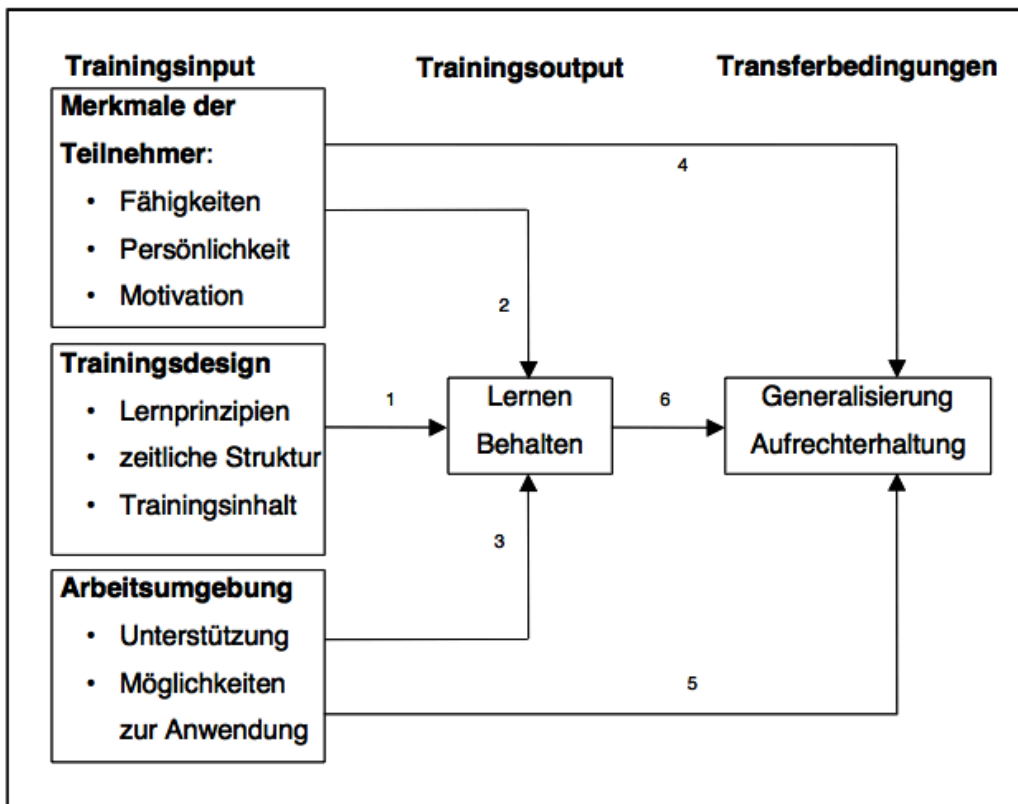 Trainingsinput
Trainingsoutput
Transferbedingungen
Merkmale der
Teilnehmer:
• Fähigkeiten
• Persönlichkeit
• Motivation
4
2
Trainingsdesign
• Lernprinzipien
• zeitliche Struktur
• Trainingsinhalt
1
Lernen
Behalten
6
Generalisierung
Aufrechterhaltung
3
Arbeitsumgebung
• Unterstützung
• Möglichkeiten
zur Anwendung
5